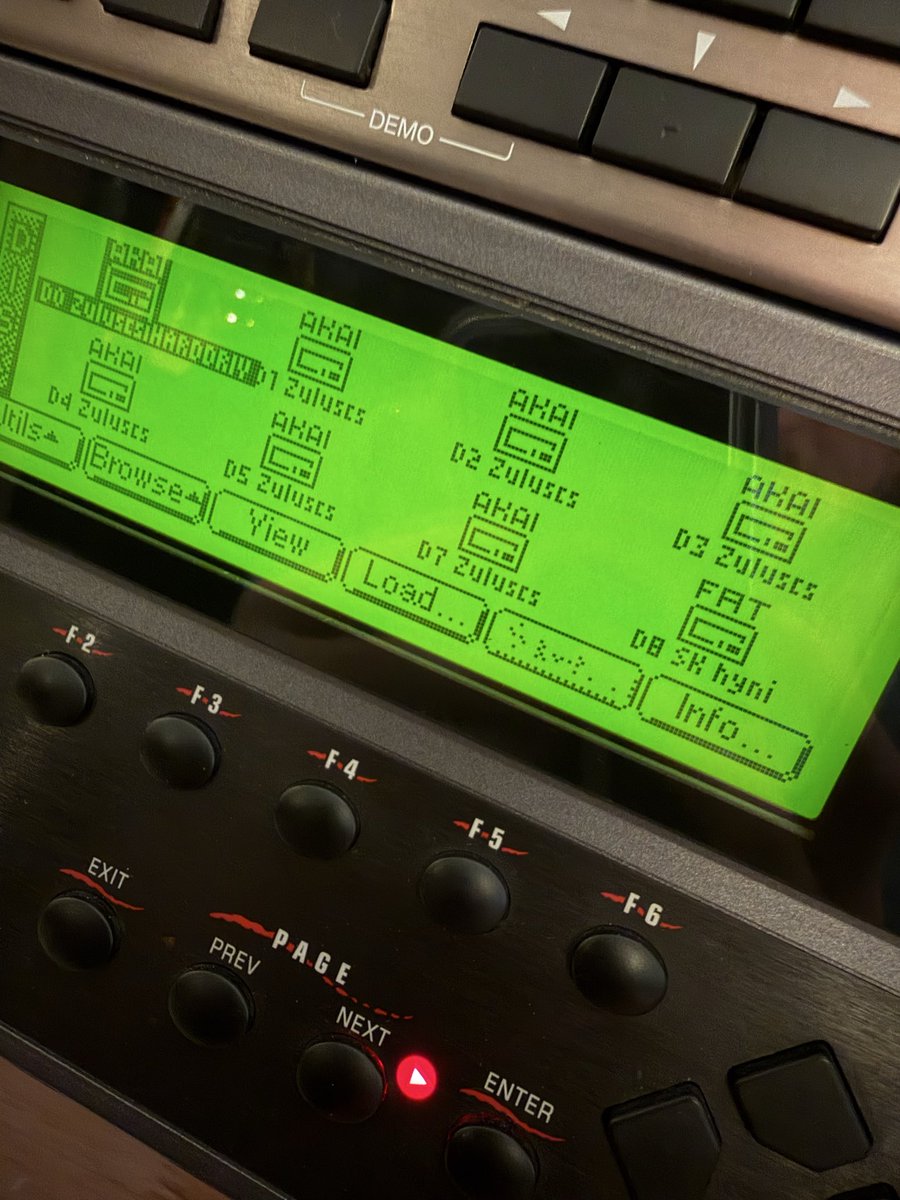 DEMO
D
AKAI
D0 Zuluscs HARDDRIV
AKAI
D1 Zuluscs
AKAI
D2 Zuluscs
AKAI
D3 Zuluscs
AKAI
D4 Zuluscs
AKAI
D5 Zuluscs
AKAI
D7 Zuluscs
FAT
D8 SK hyni
Utils
Browse
View
Load...
Info...
F-2
F-3
F-4
F-5
F-6
EXIT
PAGE
PREV
NEXT
ENTER